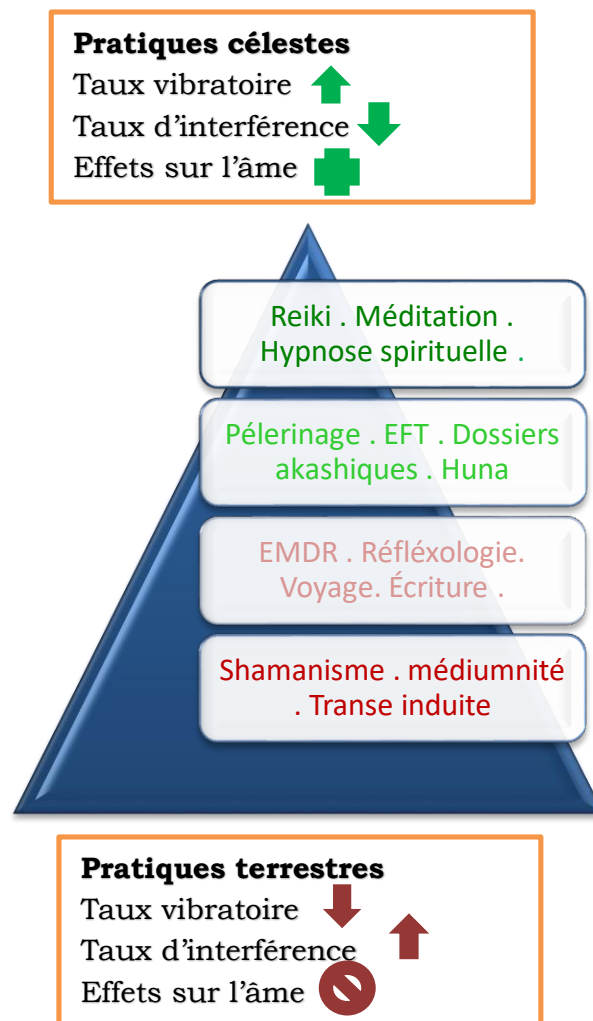 Pratiques célestes
Taux vibratoire
Taux d’interférence
Effets sur l’âme
Reiki . Méditation .
Hypnose spirituelle .
Pélerinage . EFT . Dossiers
akashiques . Huna
EMDR . Réfléxologie.
Voyage. Écriture .
Shamanisme . médiumnité
. Transe induite
Pratiques terrestres
Taux vibratoire
Taux d’interférence
Effets sur l’âme